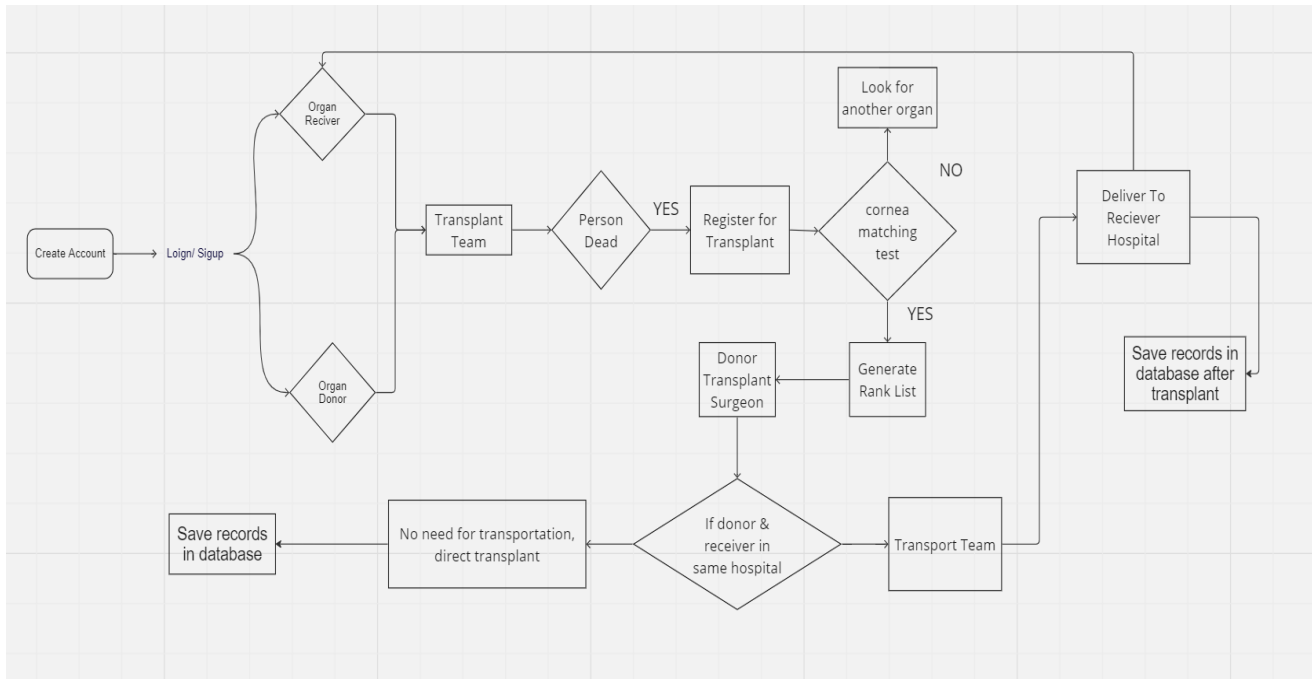 Create Account
Loign/ Sigup
Organ
Reciver
Organ
Donor
Transplant
Team
Person
Dead
YES
Register for
Transplant
cornea
matching
test
NO
Look for
another organ
YES
Generate
Rank List
Donor
Transplant
Surgeon
If donor &
receiver in
same hospital
No need for transportation,
direct transplant
Save records
in database
Transport Team
Deliver To
Reciever
Hospital
Save records in
database after
transplant